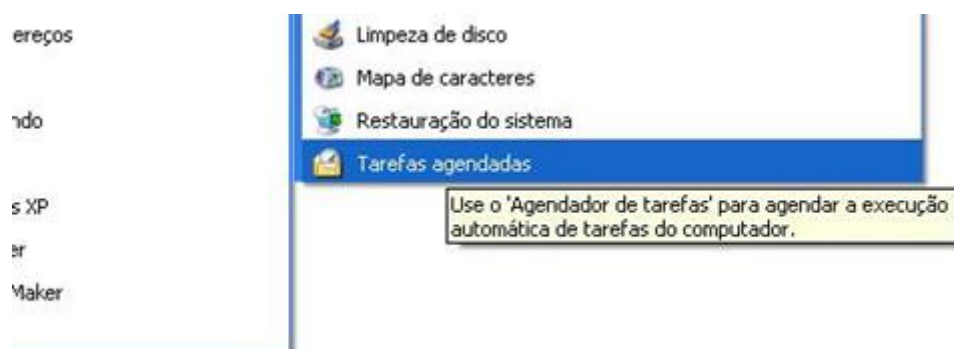 ereços
ndo
s XP
er
Maker
Limpeza de disco
Mapa de caracteres
Restauração do sistema
Tarefas agendadas
Use o 'Agendador de tarefas' para agendar a execução
automática de tarefas do computador.